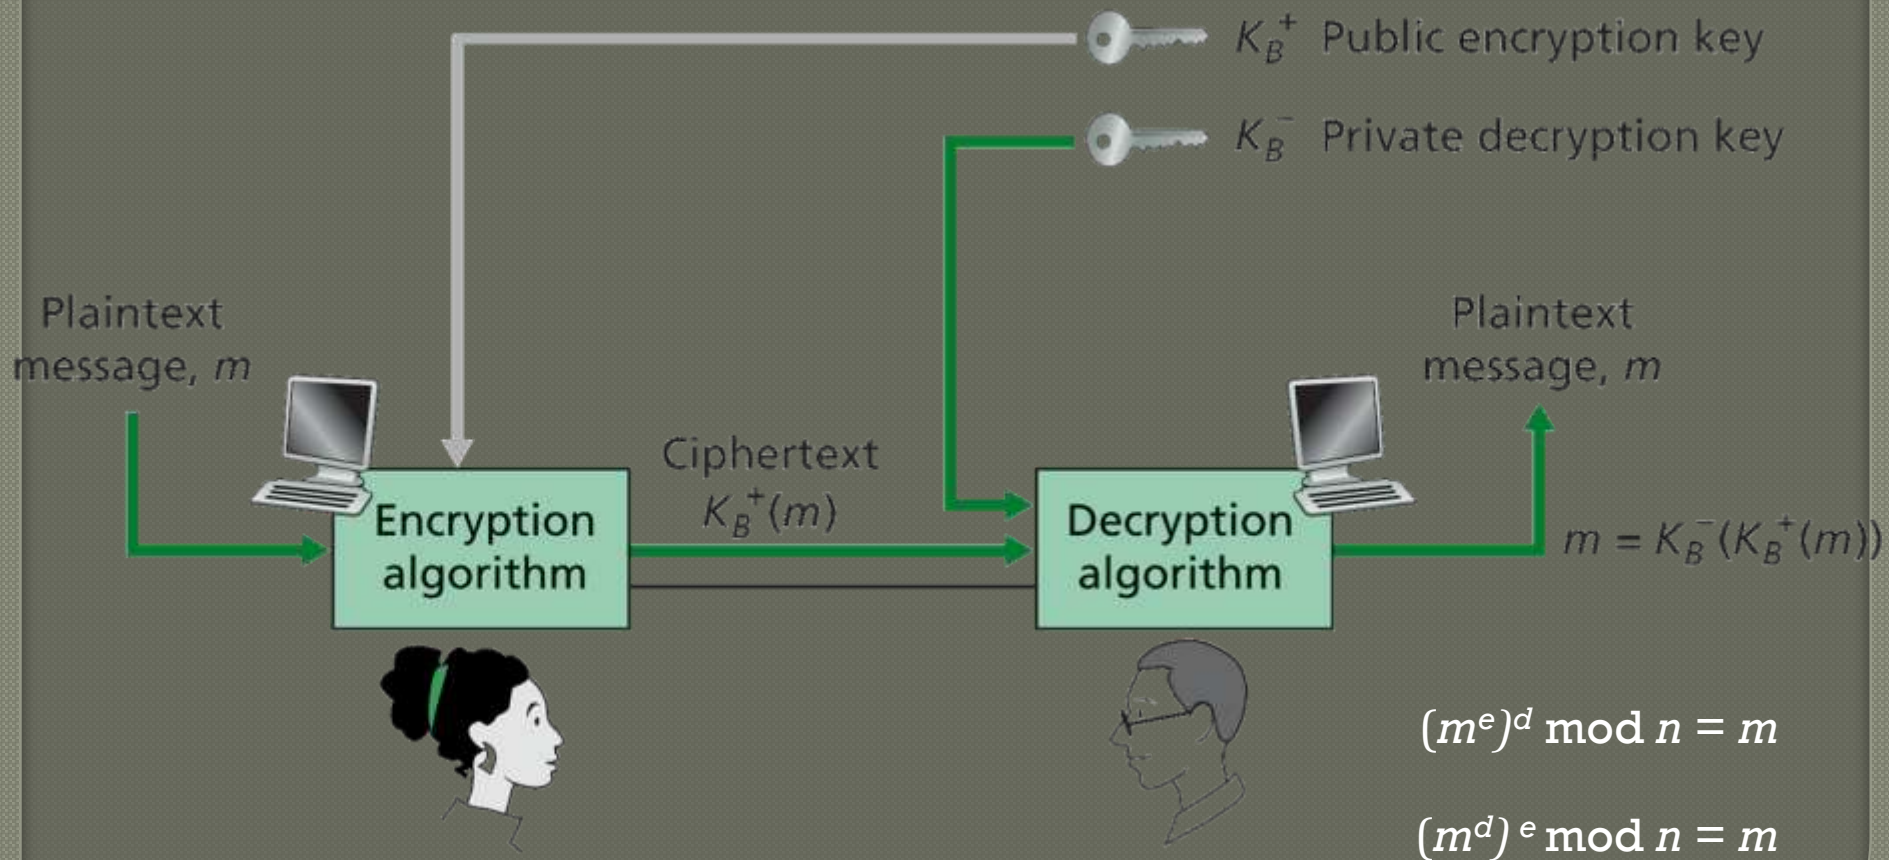 K_B^+ Public encryption key
K_B^- Private decryption key
Plaintext
message, m
Plaintext
message, m
Ciphertext
K_B^+(m)
Encryption
algorithm
Decryption
algorithm
m = K_B^-(K_B^+(m))
(m^e)^d mod n = m
(m^d)^e mod n = m